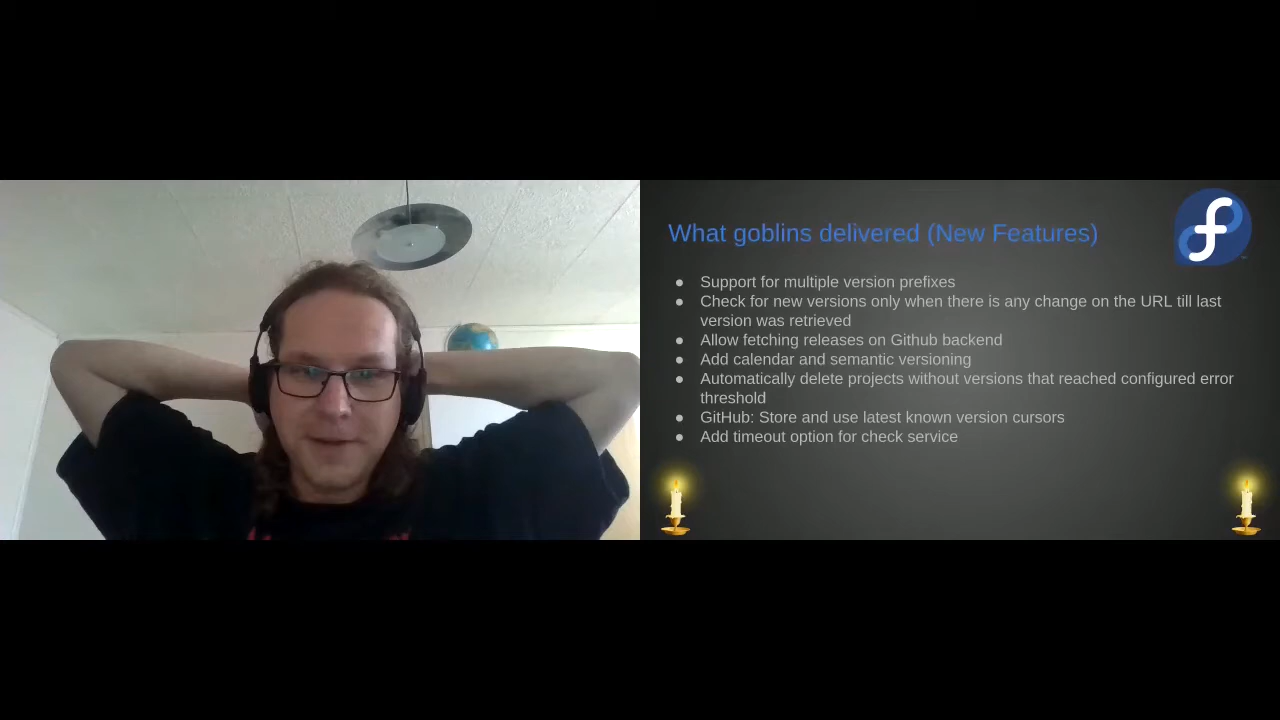 What goblins delivered (New Features)
● Support for multiple version prefixes
● Check for new versions only when there is any change on the URL till last
version was retrieved
● Allow fetching releases on Github backend
● Add calendar and semantic versioning
● Automatically delete projects without versions that reached configured error
threshold
● GitHub: Store and use latest known version cursors
● Add timeout option for check service